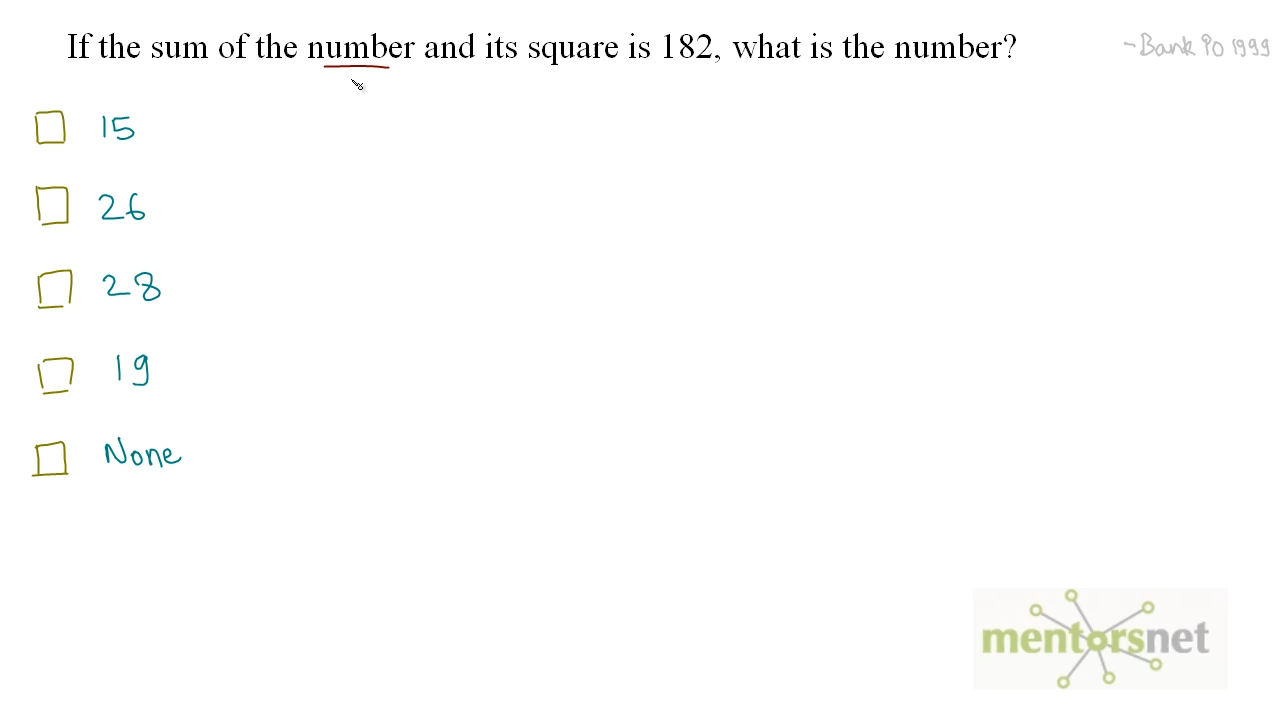 If the sum of the number and its square is 182, what is the number?
- Bank PO 1999
15
26
28
19
None
mentorsnet